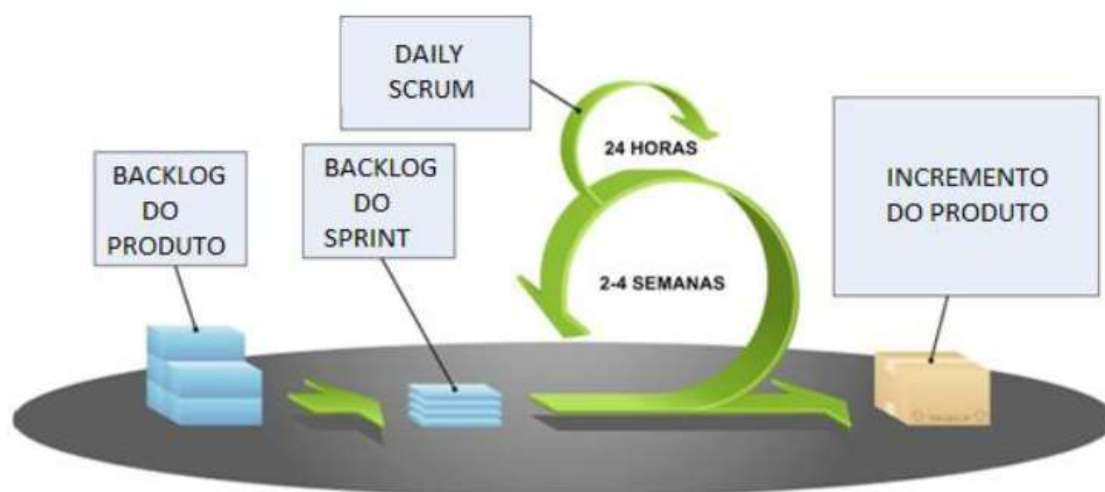 DAILY
SCRUM
24 HORAS
BACKLOG
DO
PRODUTO
BACKLOG
DO
SPRINT
INCREMENTO
DO PRODUTO
2-4 SEMANAS